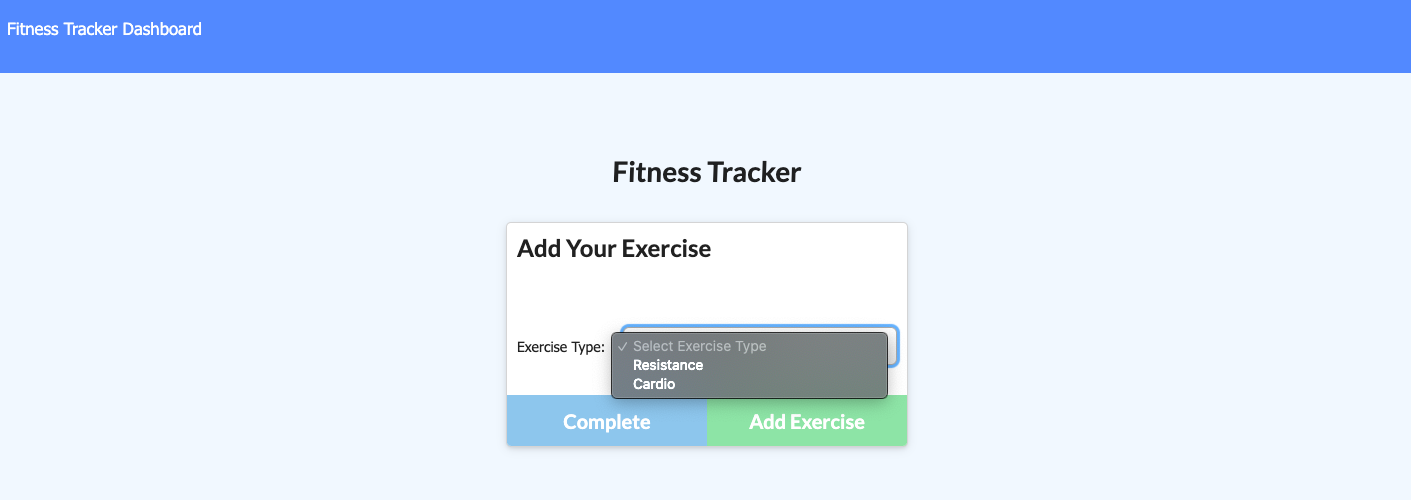 Fitness Tracker Dashboard
Fitness Tracker
Add Your Exercise
Exercise Type: ✓ Select Exercise Type
Resistance
Cardio
Complete Add Exercise